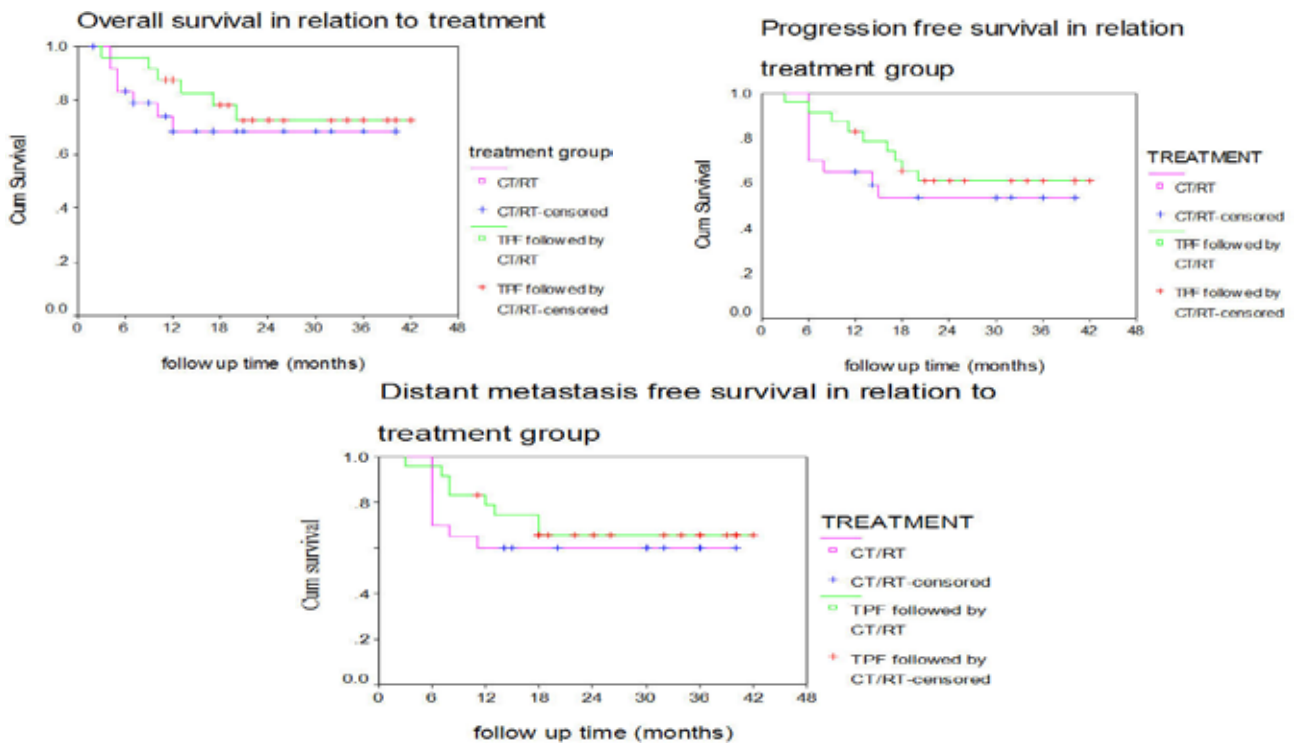 Overall survival in relation to treatment
1.0
.8
.6
.4
.2
0.0
Cum Survival
6
12
18
24
30
36
42
48
follow up time (months)
treatment group
CT/RT
CT/RT-censored
TPF followed by
CT/RT
TPF followed by
CT/RT-censored
Progression free survival in relation
treatment group
1.0
.8
.6
.4
.2
0.0
Cum Survival
0
6
12
18
24
30
36
42
48
follow up time (months)
TREATMENT
CT/RT
CT/RT-censored
TPF followed by
CT/RT
TPF followed by
CT/RT-censored
Distant metastasis free survival in relation to
treatment group
1.0
.8
.4
.2
0.0
Cum survival
0
6
12
18
24
30
36
42
48
follow up time (months)
TREATMENT
CT/RT
CT/RT-censored
TPF followed by
CT/RT
TPF followed by
CT/RT-censored